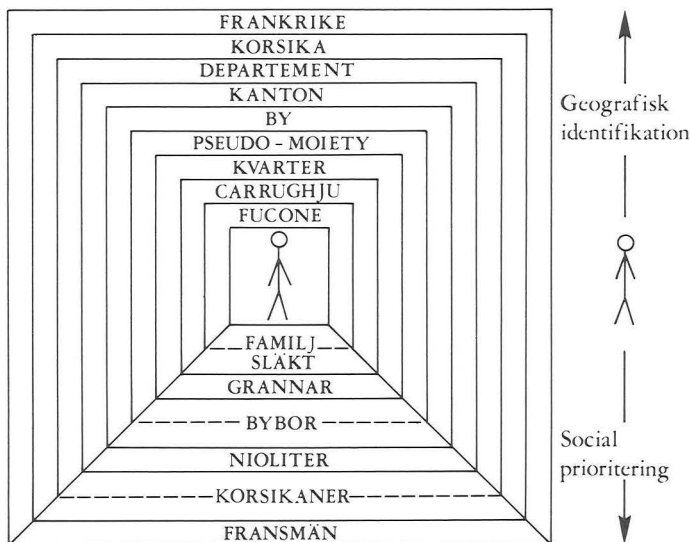 FRANKRIKE
KORSIKA
DEPARTEMENT
KANTON
BY
PSEUDO - MOIETY
KVARTER
CARRUGHJU
FUCONE
FAMILJ
SLÄKT
GRANNAR
BYBOR
NIOLITER
KORSIKANER
FRANSMÄN
Geografisk
identifikation
Social
prioritering